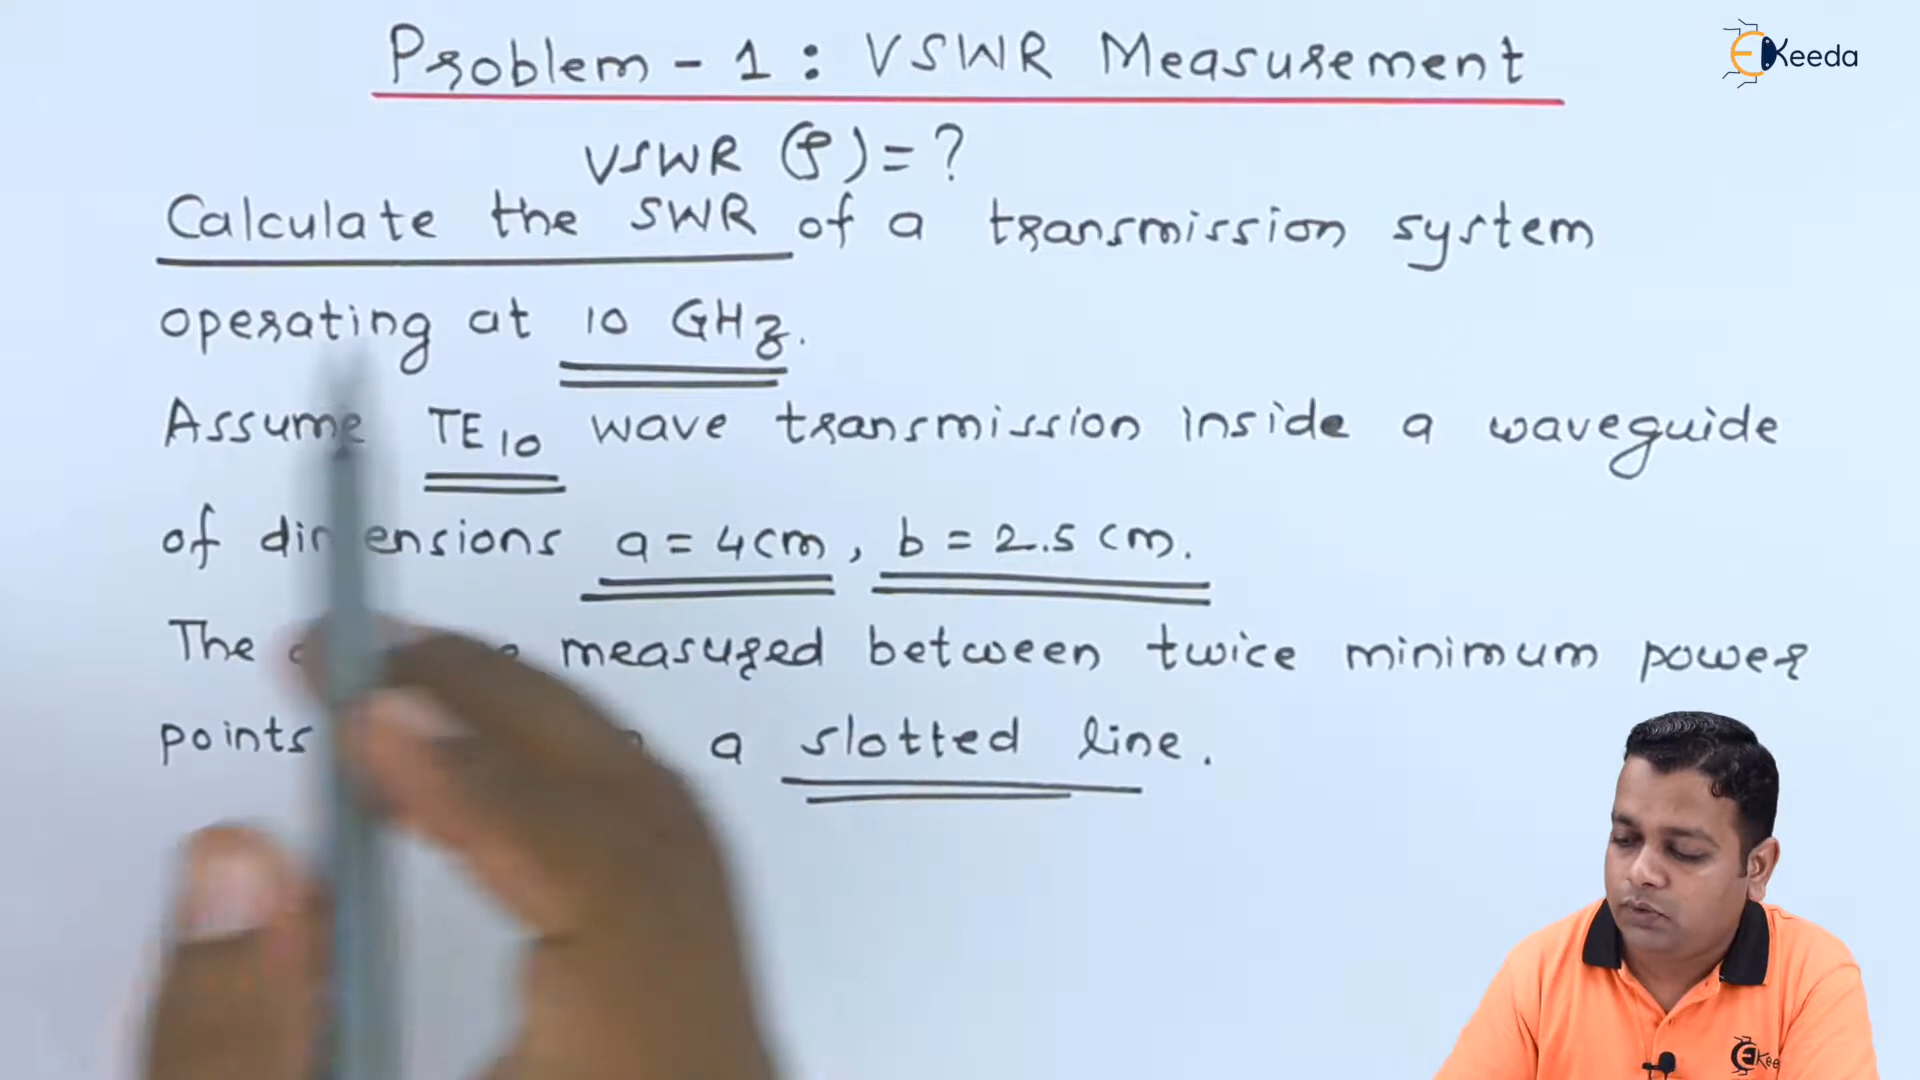 Problem - 1 : VSWR Measurement
EKeeda
VSWR (ρ) = ?
Calculate the SWR of a transmission system
operating at 10 GHz.
Assume TE10 wave transmission inside a waveguide
of dimensions a = 4cm, b = 2.5 cm.
The measured between twice minimum power
points a slotted line.